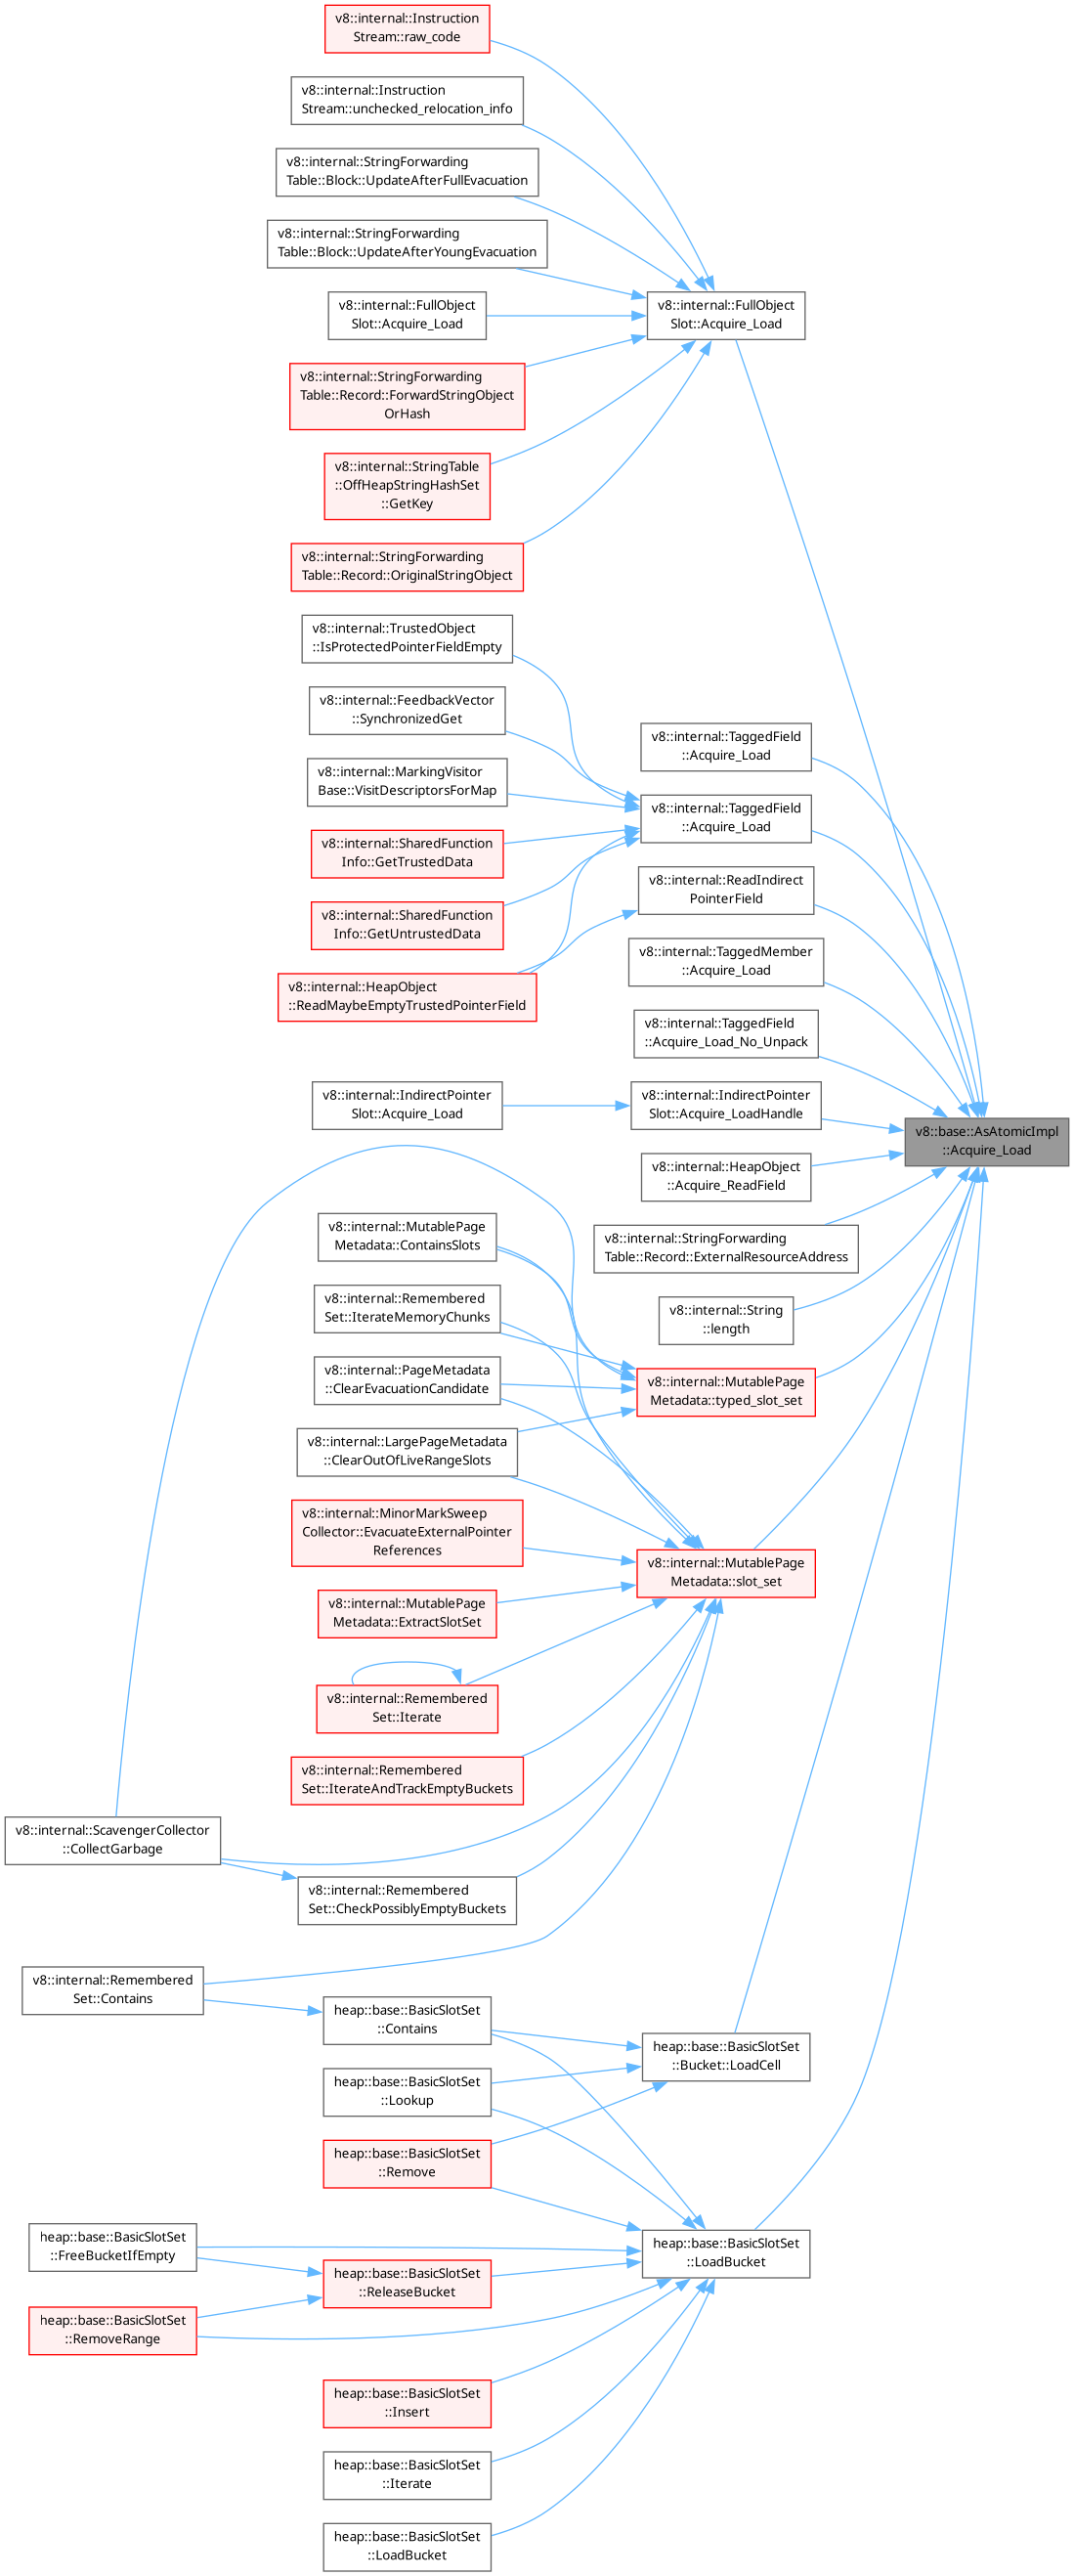 v8::internal::Instruction
Stream::raw_code
v8::internal::Instruction
Stream::unchecked_relocation_info
v8::internal::StringForwarding
Table::Block::UpdateAfterFullEvacuation
v8::internal::StringForwarding
Table::Block::UpdateAfterYoungEvacuation
v8::internal::FullObject
Slot::Acquire_Load
v8::internal::FullObject
Slot::Acquire_Load
v8::internal::StringForwarding
Table::Record::ForwardStringObject
OrHash
v8::internal::StringTable
::OffHeapStringHashSet
::GetKey
v8::internal::StringForwarding
Table::Record::OriginalStringObject
v8::internal::TrustedObject
::IsProtectedPointerFieldEmpty
v8::internal::FeedbackVector
::SynchronizedGet
v8::internal::TaggedField
::Acquire_Load
v8::internal::MarkingVisitor
Base::VisitDescriptorsForMap
v8::internal::TaggedField
::Acquire_Load
v8::internal::SharedFunction
Info::GetTrustedData
v8::internal::ReadIndirect
PointerField
v8::internal::SharedFunction
Info::GetUntrustedData
v8::internal::TaggedMember
::Acquire_Load
v8::internal::HeapObject
::ReadMaybeEmptyTrustedPointerField
v8::internal::TaggedField
::Acquire_Load_No_Unpack
v8::internal::IndirectPointer
Slot::Acquire_Load
v8::internal::IndirectPointer
Slot::Acquire_LoadHandle
v8::base::AsAtomicImpl
::Acquire_Load
v8::internal::HeapObject
::Acquire_ReadField
v8::internal::MutablePage
Metadata::ContainsSlots
v8::internal::StringForwarding
Table::Record::ExternalResourceAddress
v8::internal::Remembered
Set::IterateMemoryChunks
v8::internal::String
::length
v8::internal::PageMetadata
::ClearEvacuationCandidate
v8::internal::MutablePage
Metadata::typed_slot_set
v8::internal::LargePageMetadata
::ClearOutOfLiveRangeSlots
v8::internal::MinorMarkSweep
Collector::EvacuateExternalPointer
References
v8::internal::MutablePage
Metadata::slot_set
v8::internal::MutablePage
Metadata::ExtractSlotSet
v8::internal::Remembered
Set::Iterate
v8::internal::Remembered
Set::IterateAndTrackEmptyBuckets
v8::internal::ScavengerCollector
::CollectGarbage
v8::internal::Remembered
Set::CheckPossiblyEmptyBuckets
v8::internal::Remembered
Set::Contains
heap::base::BasicSlotSet
::Contains
heap::base::BasicSlotSet
::Bucket::LoadCell
heap::base::BasicSlotSet
::Lookup
heap::base::BasicSlotSet
::Remove
heap::base::BasicSlotSet
::FreeBucketIfEmpty
heap::base::BasicSlotSet
::LoadBucket
heap::base::BasicSlotSet
::ReleaseBucket
heap::base::BasicSlotSet
::RemoveRange
heap::base::BasicSlotSet
::Insert
heap::base::BasicSlotSet
::Iterate
heap::base::BasicSlotSet
::LoadBucket